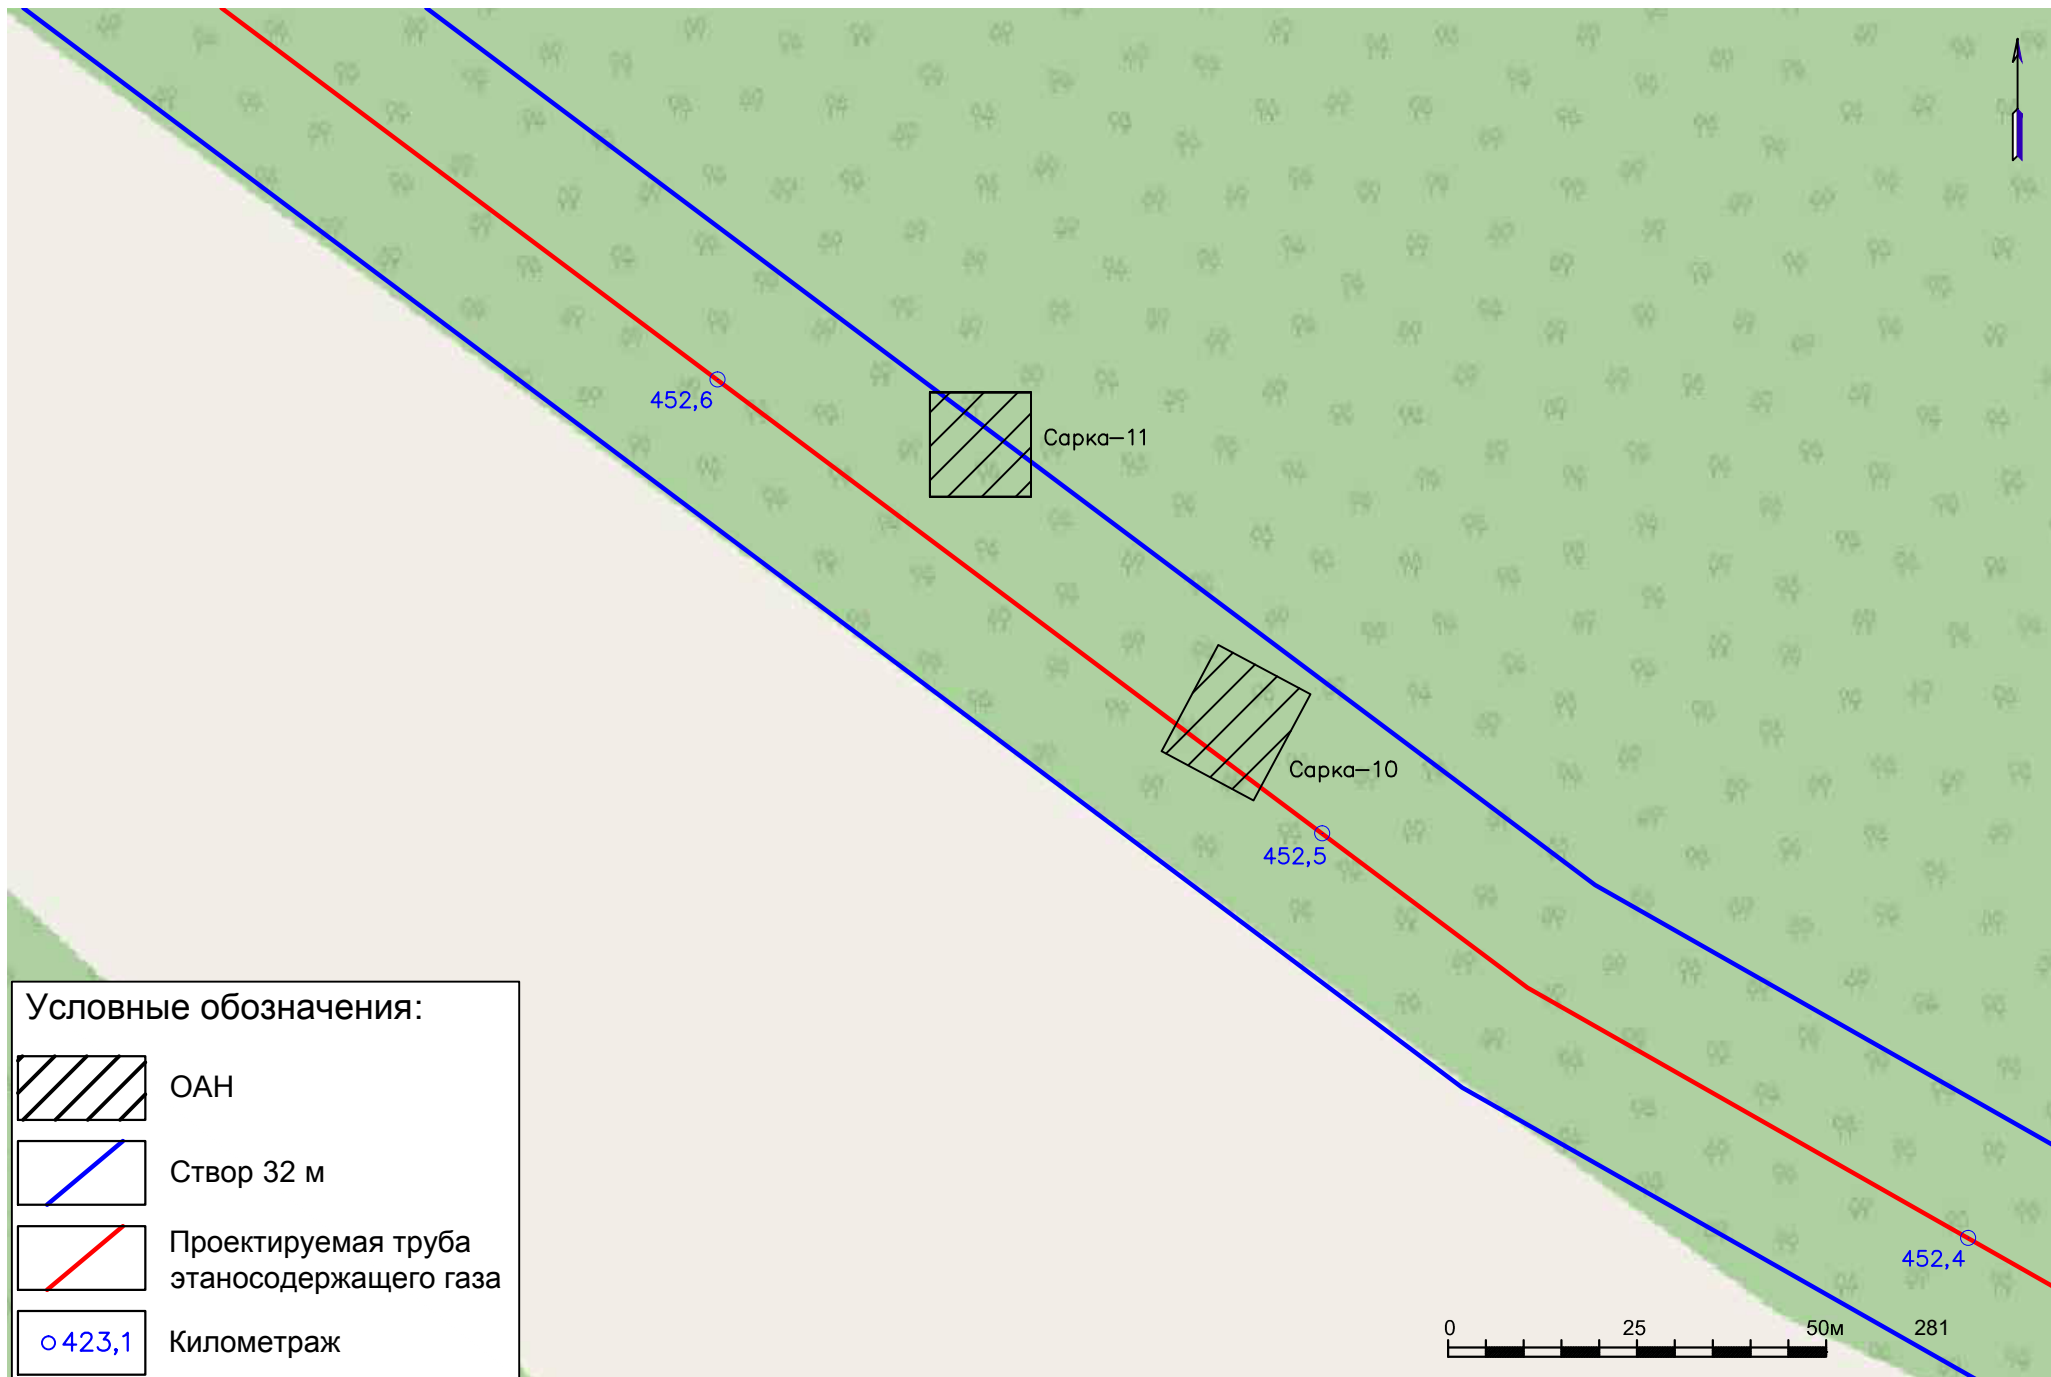 452,6
Сарка-11
Сарка-10
452,5
452,4
Условные обозначения:
ОАН
Створ 32 м
Проектируемая труба
этаносодержащего газа
423,1 Километраж
0 25 50м 281